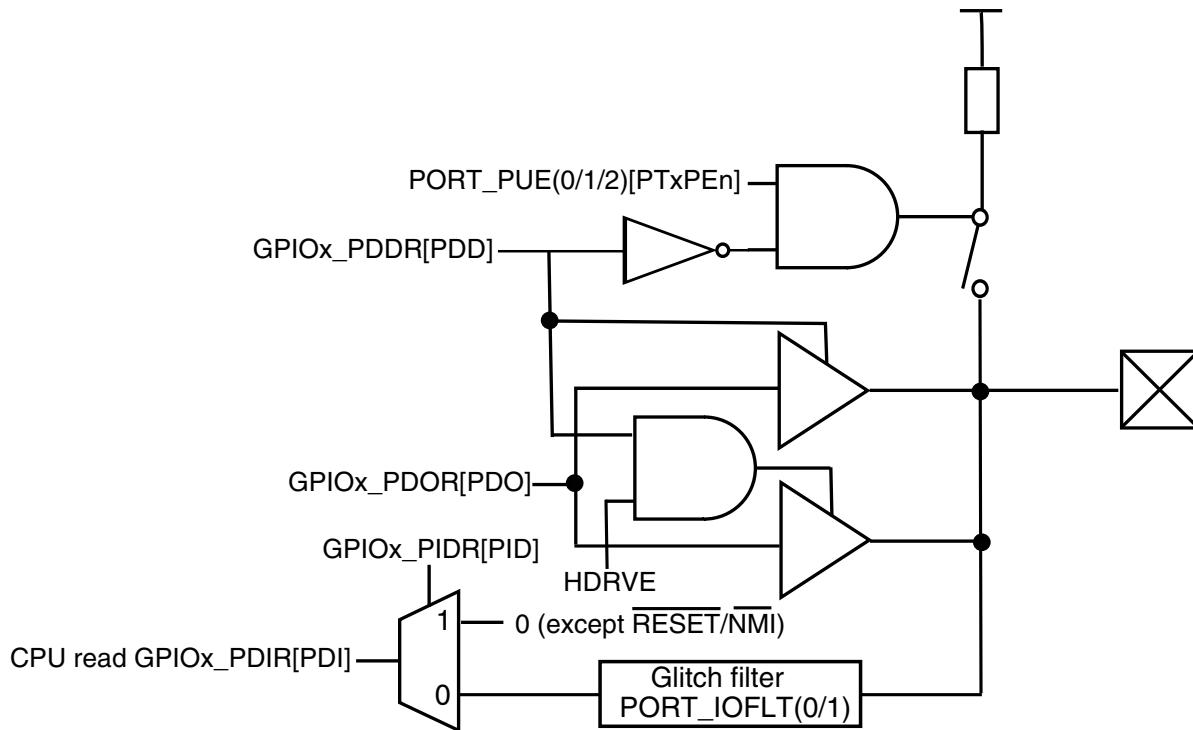 PORT_PUE(0/1/2)[PTxPEn]
GPIOx_PDDR[PDD]
GPIOx_PDOR[PDO]
GPIOx_PIDR[PID]
HDRVE
1
0 (except RESET/NMI)
CPU read GPIOx_PDIR[PDI]
0
Glitch filter
PORT_IOFLT(0/1)